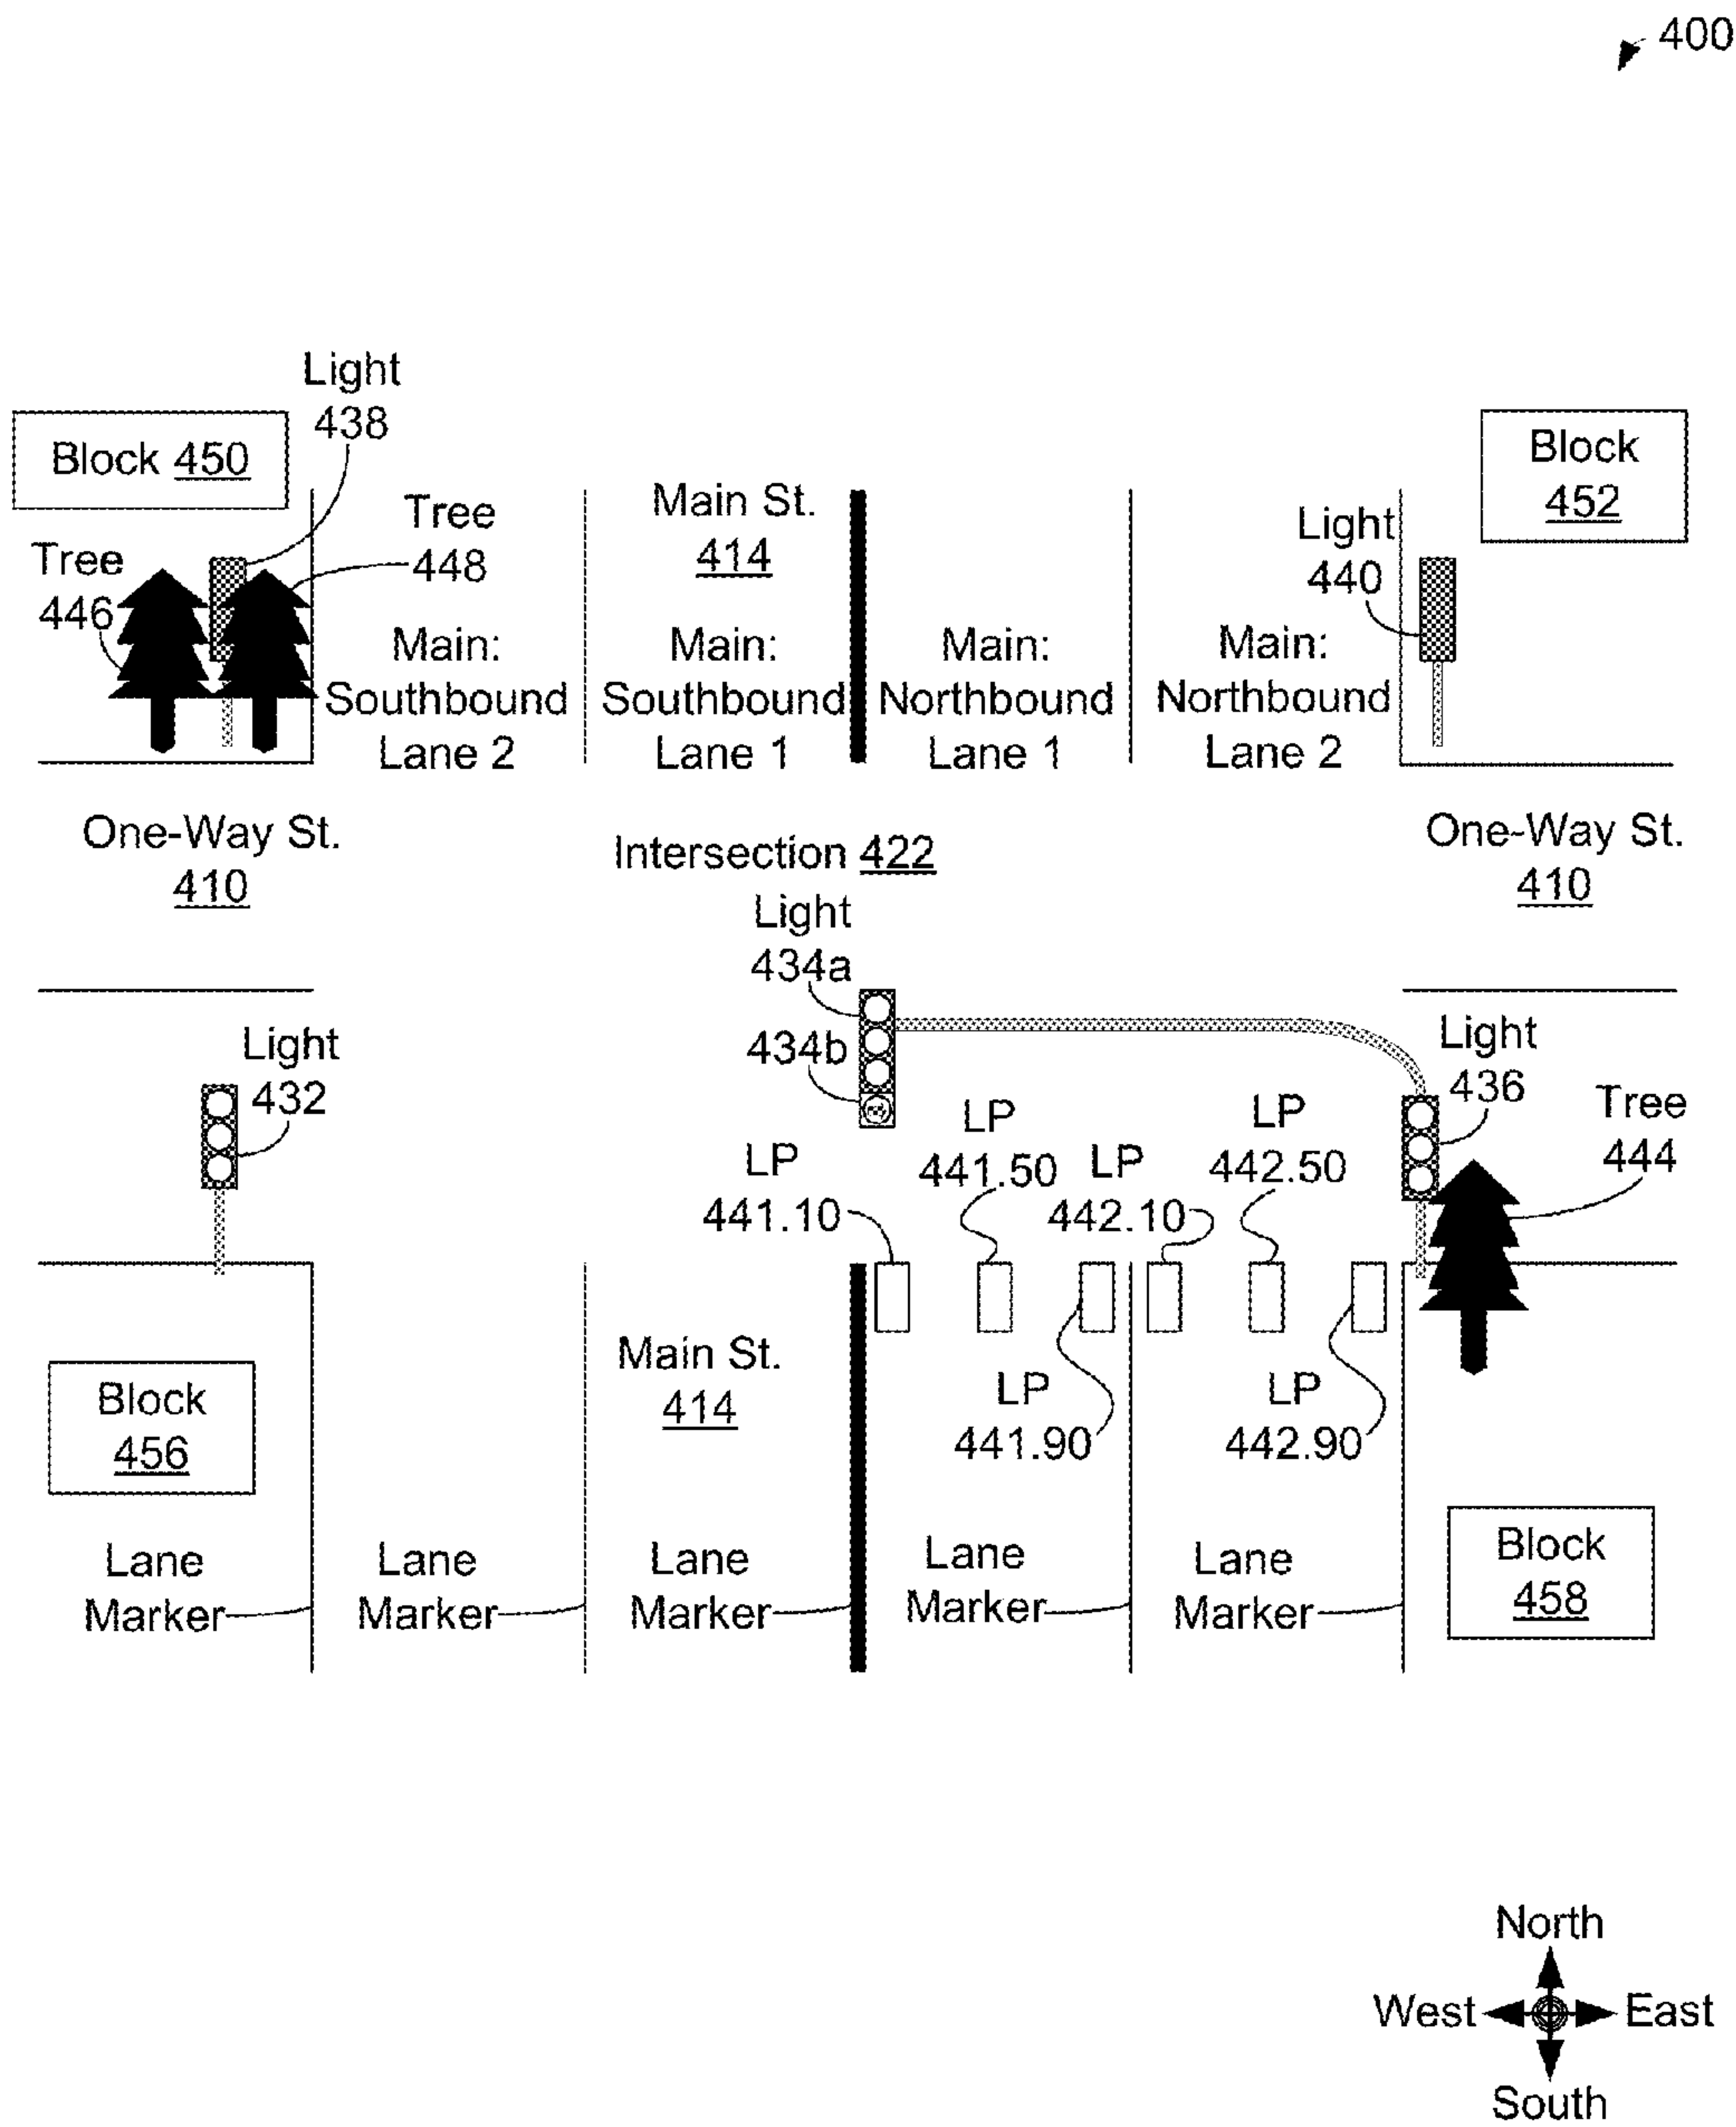 400
Light
438
Block 450
Block
452
Tree
446
Tree
448
Main St.
414
Light
440
Main:
Southbound
Lane 2
Main:
Southbound
Lane 1
Main:
Northbound
Lane 1
Main:
Northbound
Lane 2
One-Way St.
410
Intersection 422
One-Way St.
410
Light
434a
434b
Light
432
Light
436
Tree
444
LP
441.10
LP
441.50
LP
442.10
LP
442.50
Main St.
414
LP
441.90
LP
442.90
Block
456
Block
458
Lane
Marker
Lane
Marker
Lane
Marker
Lane
Marker
Lane
Marker
North
West
East
South